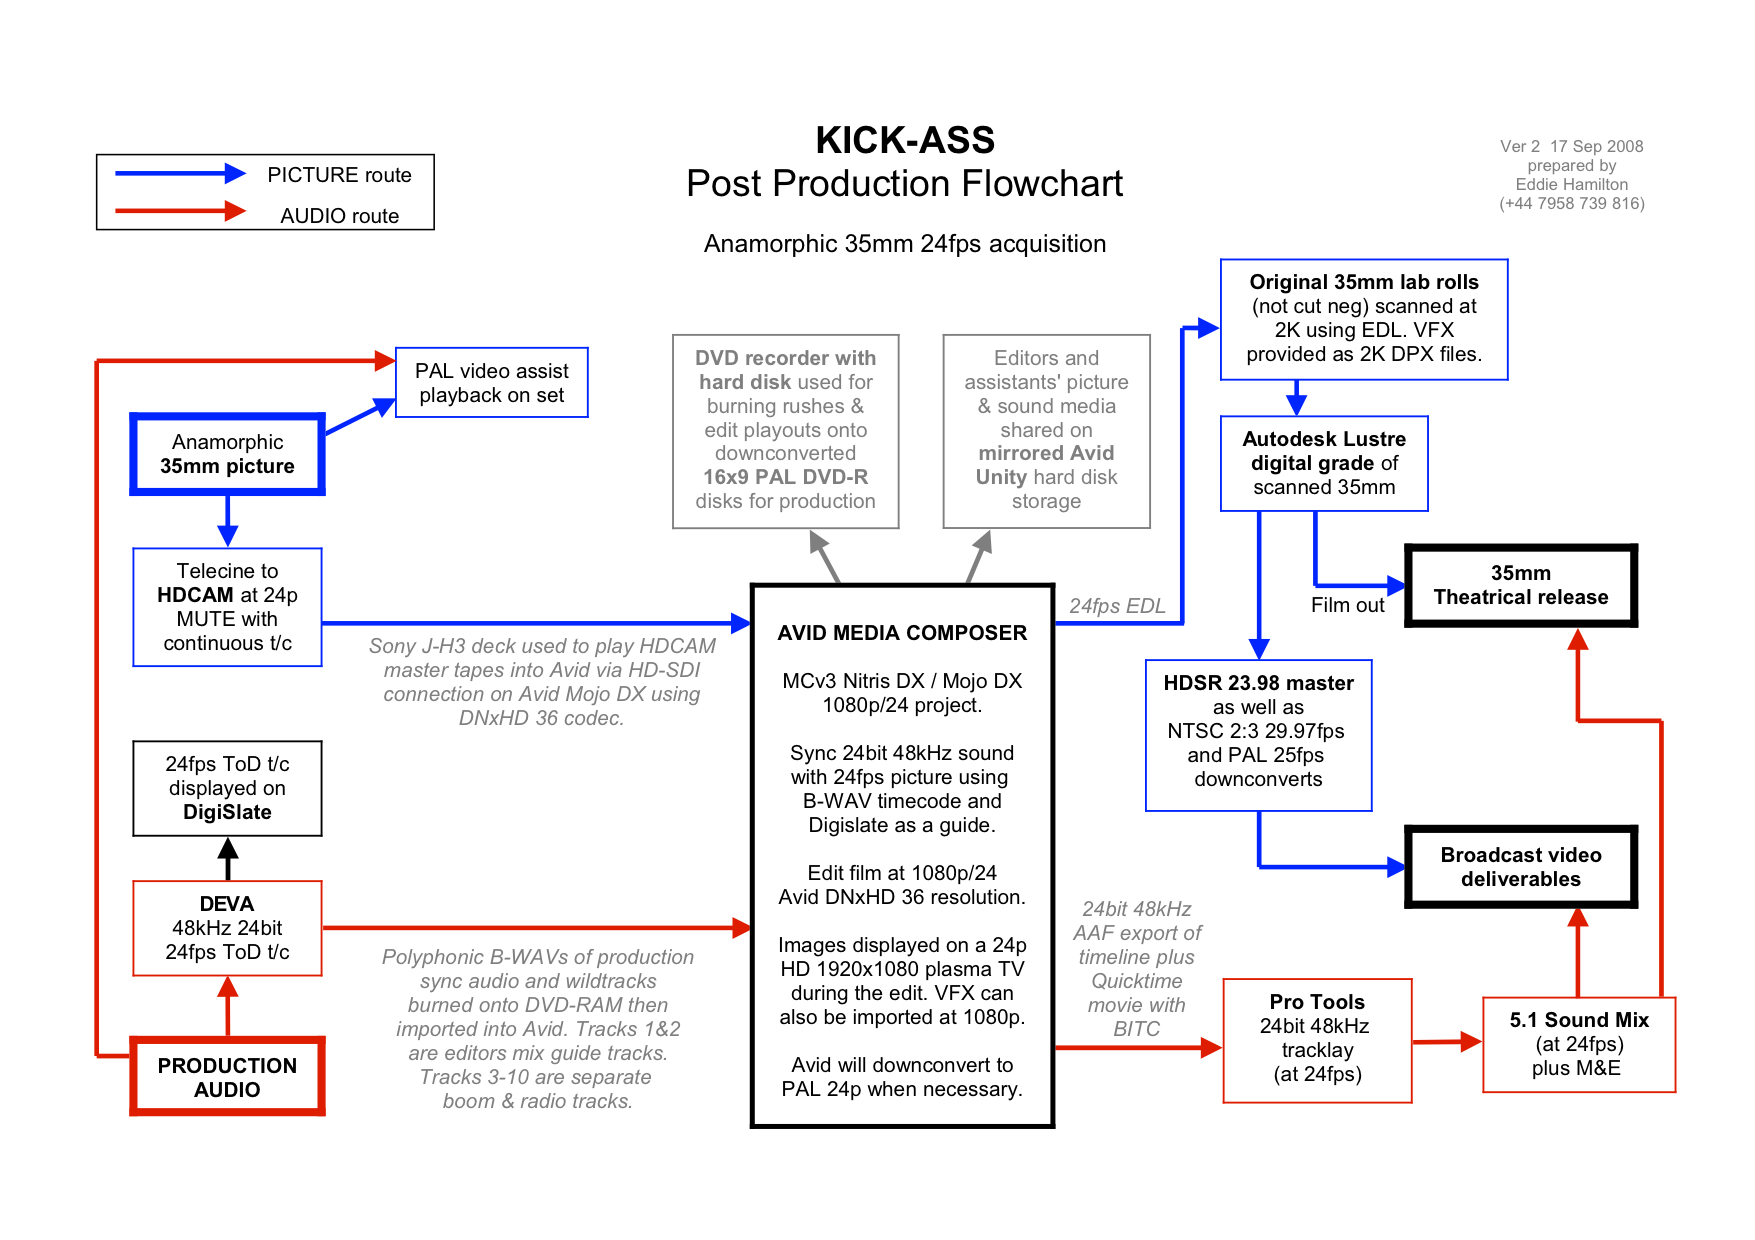 KICK-ASS
Post Production Flowchart
Anamorphic 35mm 24fps acquisition
PICTURE route
AUDIO route
Ver 2  17 Sep 2008
prepared by
Eddie Hamilton
(+44 7958 739 816)
PAL video assist
playback on set
Anamorphic
35mm picture
Telecine to
HDCAM at 24p
MUTE with
continuous t/c
Sony J-H3 deck used to play HDCAM
master tapes into Avid via HD-SDI
connection on Avid Mojo DX using
DNxHD 36 codec.
24fps ToD t/c
displayed on
DigiSlate
DEVA
48kHz 24bit
24fps ToD t/c
PRODUCTION
AUDIO
Polyphonic B-WAVs of production
sync audio and wildtracks
burned onto DVD-RAM then
imported into Avid. Tracks 1&2
are editors mix guide tracks.
Tracks 3-10 are separate
boom & radio tracks.
DVD recorder with
hard disk used for
burning rushes &
edit playouts onto
downconverted
16x9 PAL DVD-R
disks for production
Editors and
assistants' picture
& sound media
shared on
mirrored Avid
Unity hard disk
storage
AVID MEDIA COMPOSER
MCv3 Nitris DX / Mojo DX
1080p/24 project.
Sync 24bit 48kHz sound
with 24fps picture using
B-WAV timecode and
Digislate as a guide.
Edit film at 1080p/24
Avid DNxHD 36 resolution.
Images displayed on a 24p
HD 1920x1080 plasma TV
during the edit. VFX can
also be imported at 1080p.
Avid will downconvert to
PAL 24p when necessary.
24fps EDL
Original 35mm lab rolls
(not cut neg) scanned at
2K using EDL. VFX
provided as 2K DPX files.
Autodesk Lustre
digital grade of
scanned 35mm
Film out
35mm
Theatrical release
HDSR 23.98 master
as well as
NTSC 2:3 29.97fps
and PAL 25fps
downconverts
Broadcast video
deliverables
24bit 48kHz
AAF export of
timeline plus
Quicktime
movie with
BITC
Pro Tools
24bit 48kHz
tracklay
(at 24fps)
5.1 Sound Mix
(at 24fps)
plus M&E